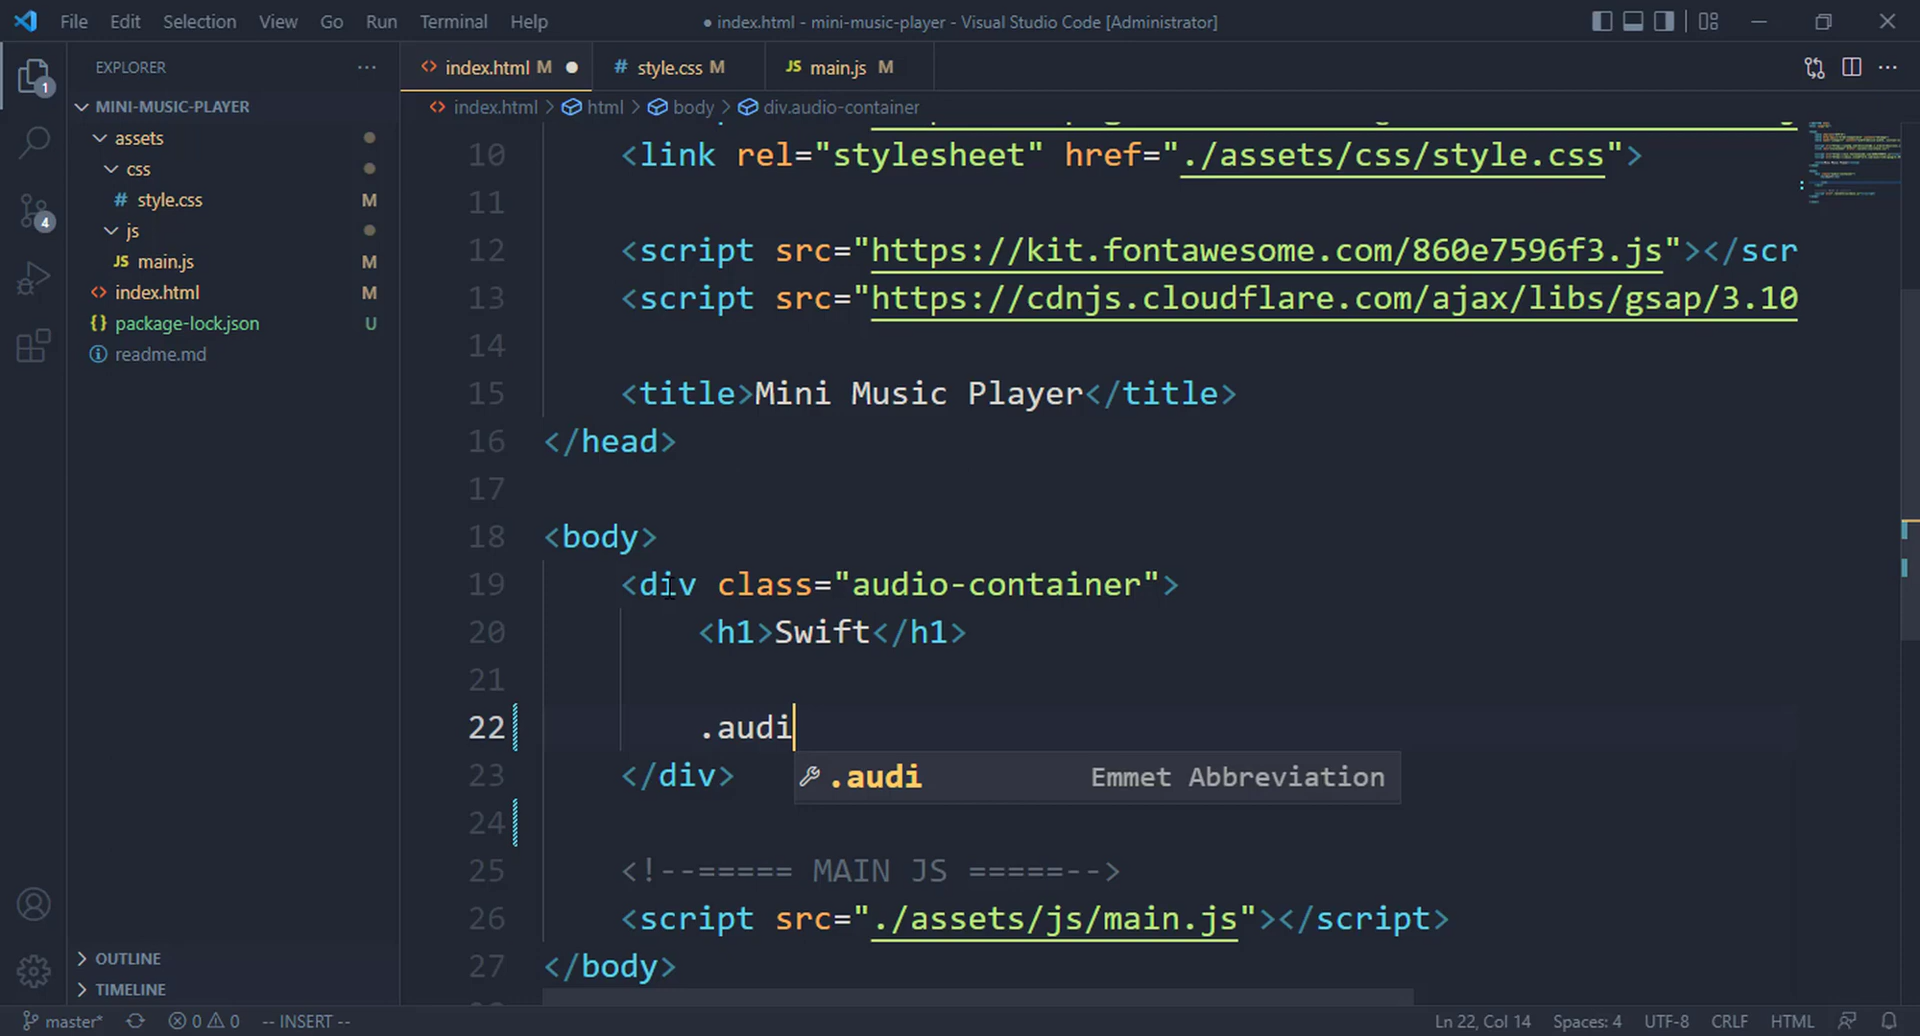 File Edit Selection View Go Run Terminal Help
● index.html - mini-music-player - Visual Studio Code [Administrator]
EXPLORER ···
index.html M ●
# style.css M
JS main.js M
MINI-MUSIC-PLAYER
index.html > html > body > div.audio-container
assets
css
# style.css M
js
JS main.js M
index.html M
{} package-lock.json U
readme.md
1
4
10 <link rel="stylesheet" href="./assets/css/style.css">
11
12 <script src="https://kit.fontawesome.com/860e7596f3.js"></scr
13 <script src="https://cdnjs.cloudflare.com/ajax/libs/gsap/3.10
14
15 <title>Mini Music Player</title>
16 </head>
17
18 <body>
19 <div class="audio-container">
20 <h1>Swift</h1>
21
22 .audi
.audi Emmet Abbreviation
23 </div>
24
25 <!--===== MAIN JS =====-->
26 <script src="./assets/js/main.js"></script>
27 </body>
OUTLINE
TIMELINE
master* 0 0 -- INSERT -- Ln 22, Col 14 Spaces: 4 UTF-8 CRLF HTML